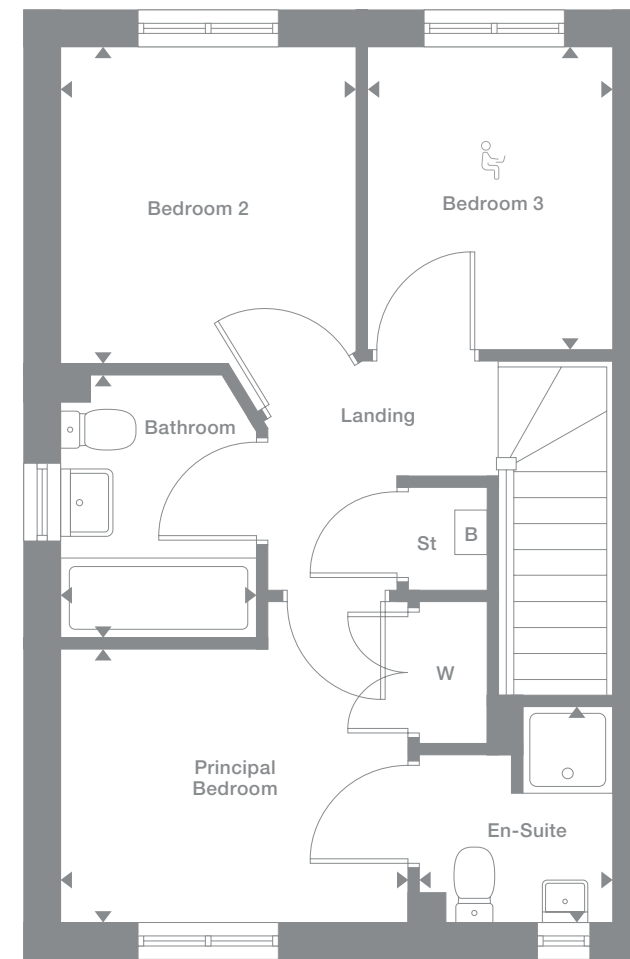 Bedroom 2
Bedroom 3
Bathroom
Landing
St
B
W
Principal
Bedroom
En-Suite